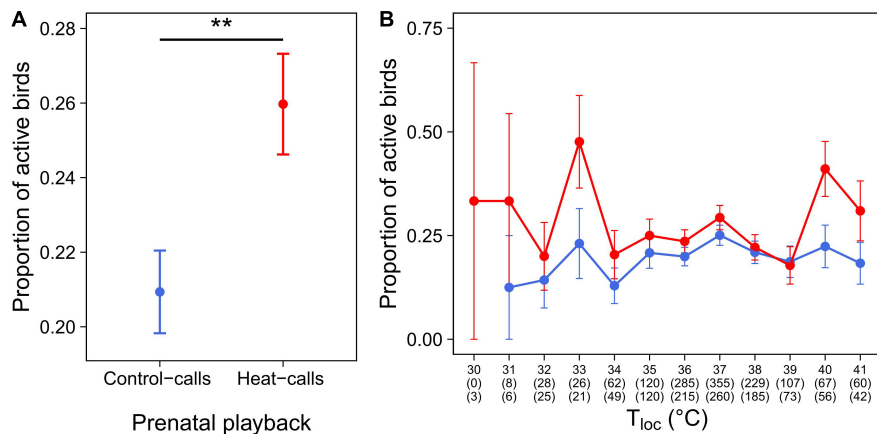 A
Proportion of active birds
0.28
0.26
0.24
0.22
0.20
**
Control−calls Heat−calls
Prenatal playback
B
Proportion of active birds
0.75
0.50
0.25
0.00
30 31 32 33 34 35 36 37 38 39 40 41
(0) (8) (28) (26) (62) (120) (285) (355) (229) (107) (67) (60)
(3) (6) (25) (21) (49) (120) (215) (260) (185) (73) (56) (42)
Tloc (°C)